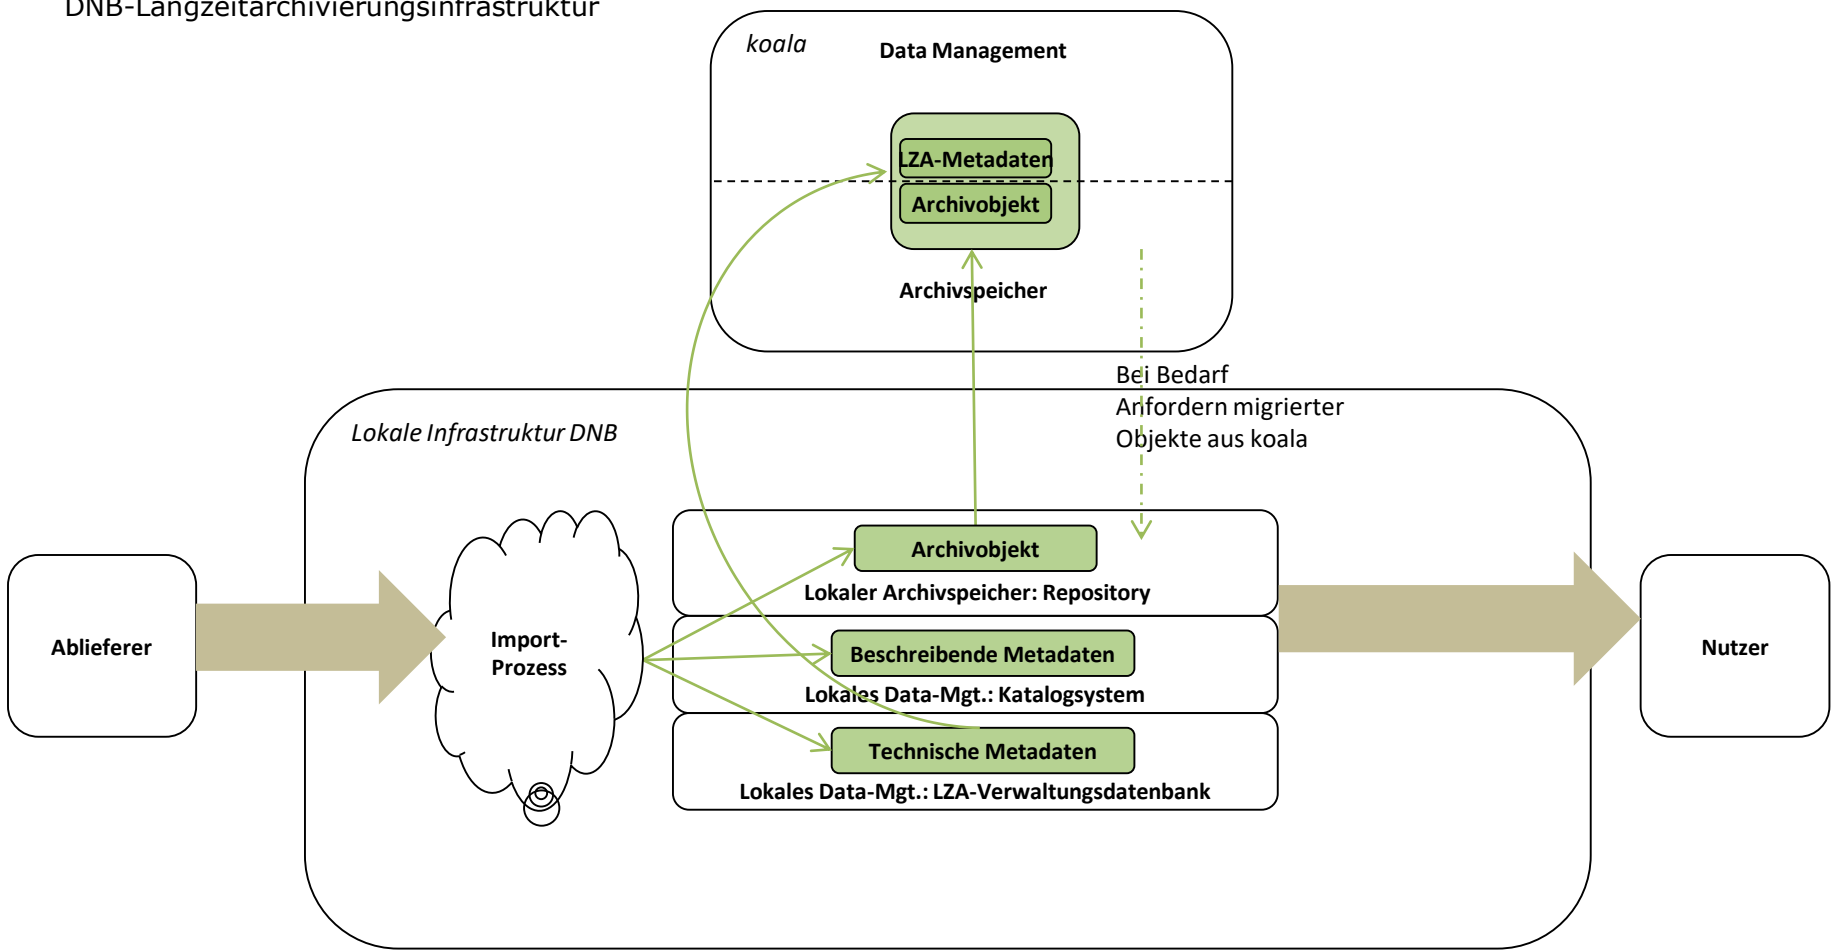 DNB-Langzeitarchivierungsinfrastruktur
koala
Data Management
LZA-Metadaten
Archivobjekt
Archivspeicher
Bei Bedarf
Anfordern migrierter
Objekte aus koala
Lokale Infrastruktur DNB
Archivobjekt
Lokaler Archivspeicher: Repository
Ablieferer
Import-
Prozess
Beschreibende Metadaten
Lokales Data-Mgt.: Katalogsystem
Technische Metadaten
Lokales Data-Mgt.: LZA-Verwaltungsdatenbank
Nutzer